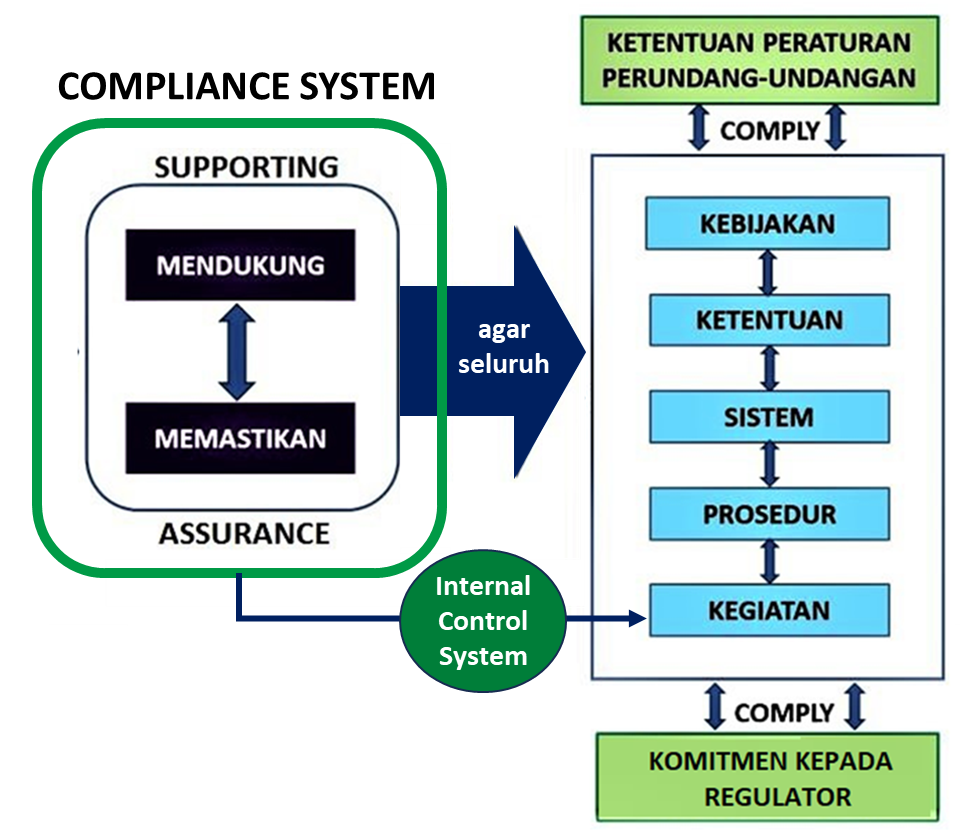 COMPLIANCE SYSTEM
SUPPORTING
MENDUKUNG
MEMASTIKAN
ASSURANCE
agar
seluruh
Internal
Control
System
KETENTUAN PERATURAN
PERUNDANG-UNDANGAN
COMPLY
KEBIJAKAN
KETENTUAN
SISTEM
PROSEDUR
KEGIATAN
COMPLY
KOMITMEN KEPADA
REGULATOR